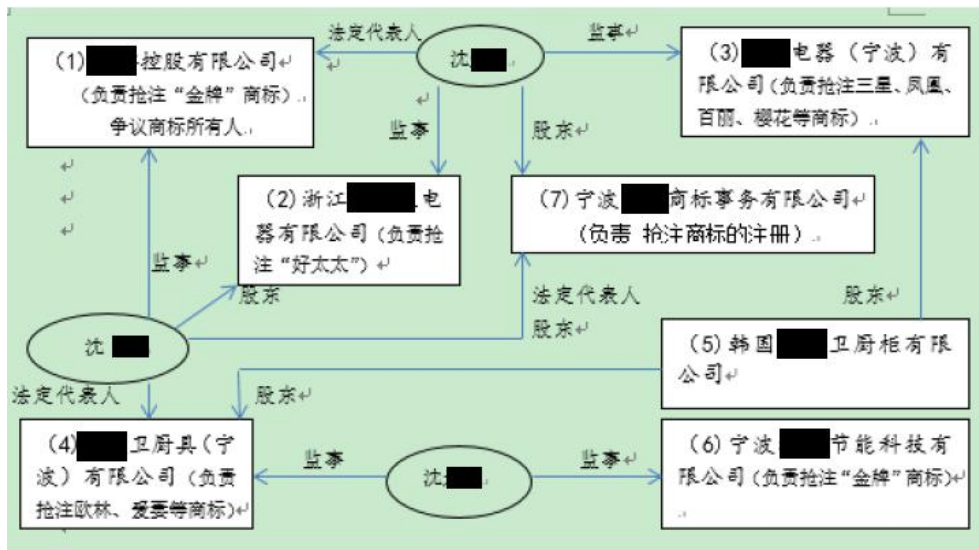 法定代表人
监事
沈
(1) 控股有限公司
(负责抢注“金牌”商标).
争议商标所有人.
(3) 电器（宁波）有
限公司(负责抢注三星、凤凰、
百丽、樱花等商标).
监事
股东
(2)浙江 电
器有限公司(负责抢
注“好太太”)
(7)宁波 商标事务有限公司
(负责 抢注商标的注册).
监事
股东
法定代表人
股东
股东
沈
(5)韩国 卫厨柜有限
公司
法定代表人
股东
(4) 卫厨具(宁
波)有限公司(负责
抢注欧林、爱妻等商标)
监事
沈
监事
(6)宁波 节能科技有
限公司(负责抢注“金牌”商标)